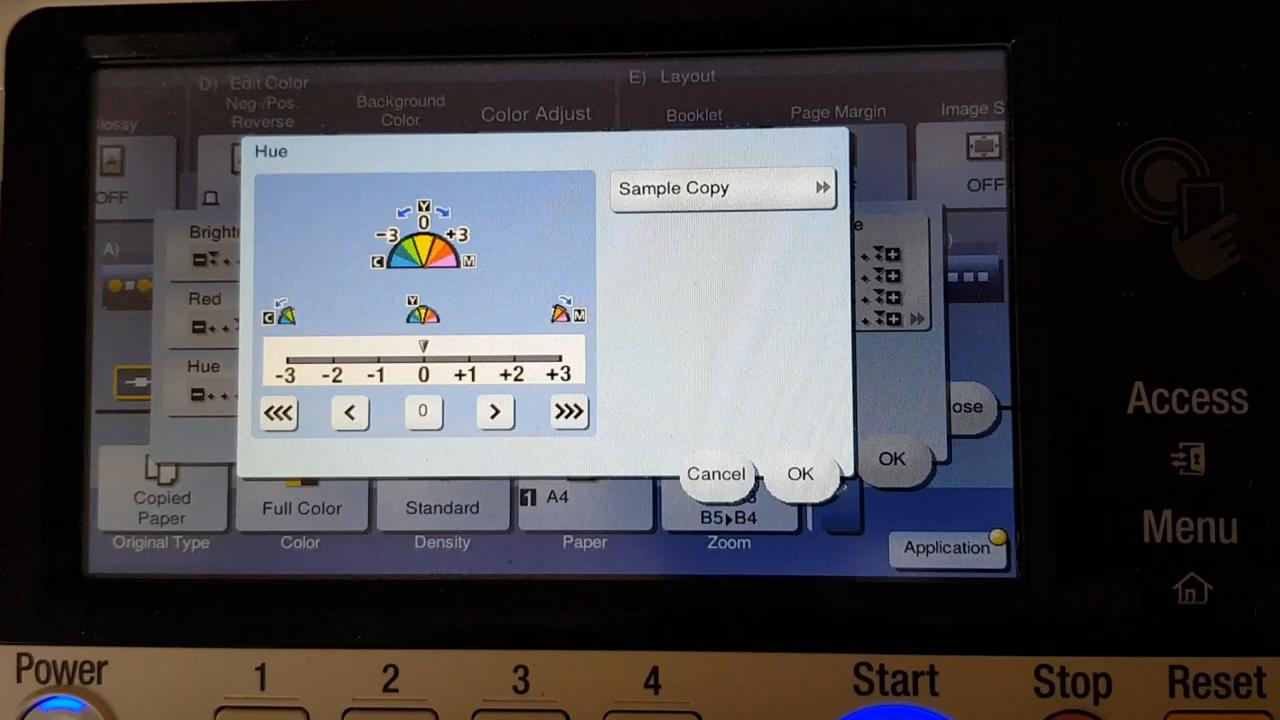 D) Edit Color
E) Layout
Neg-/Pos.
Reverse
Background
Color
Color Adjust
Booklet
Page Margin
Image S
lossy
OFF
OFF
A)
Hue
Sample Copy
Y
0
-3
+3
C
M
Y
C
M
-3 -2 -1 0 +1 +2 +3
0
Bright
Red
Hue
e
ose
OK
Cancel
OK
Copied
Paper
Full Color
Standard
1 A4
B5▸B4
Original Type
Color
Density
Paper
Zoom
Application
Access
Menu
Power
1
2
3
4
Start
Stop
Reset